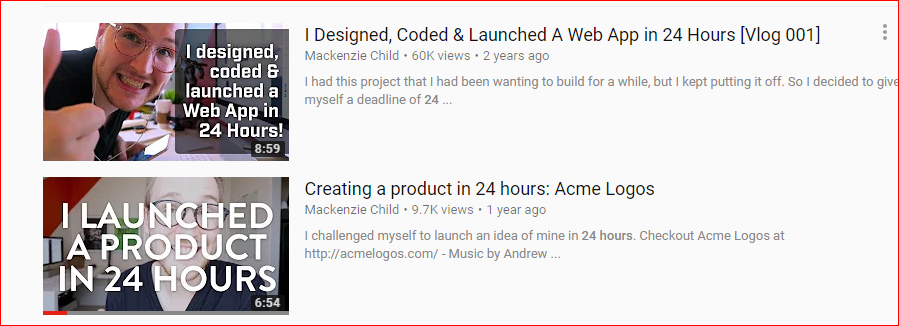 I designed,
coded &
launched a
Web App in
24 Hours!
8:59
I Designed, Coded & Launched A Web App in 24 Hours [Vlog 001]
Mackenzie Child • 60K views • 2 years ago
I had this project that I had been wanting to build for a while, but I kept putting it off. So I decided to give
myself a deadline of 24 ...
I LAUNCHED
A PRODUCT
IN 24 HOURS
6:54
Creating a product in 24 hours: Acme Logos
Mackenzie Child • 9.7K views • 1 year ago
I challenged myself to launch an idea of mine in 24 hours. Checkout Acme Logos at
http://acmelogos.com/ - Music by Andrew ...